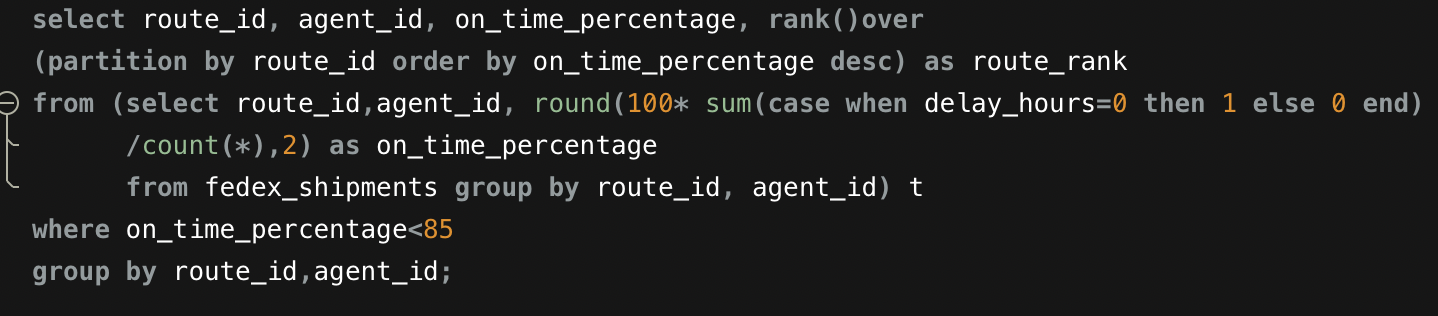 select route_id, agent_id, on_time_percentage, rank()over
(partition by route_id order by on_time_percentage desc) as route_rank
from (select route_id,agent_id, round(100* sum(case when delay_hours=0 then 1 else 0 end)
/count(*),2) as on_time_percentage
from fedex_shipments group by route_id, agent_id) t
where on_time_percentage<85
group by route_id,agent_id;